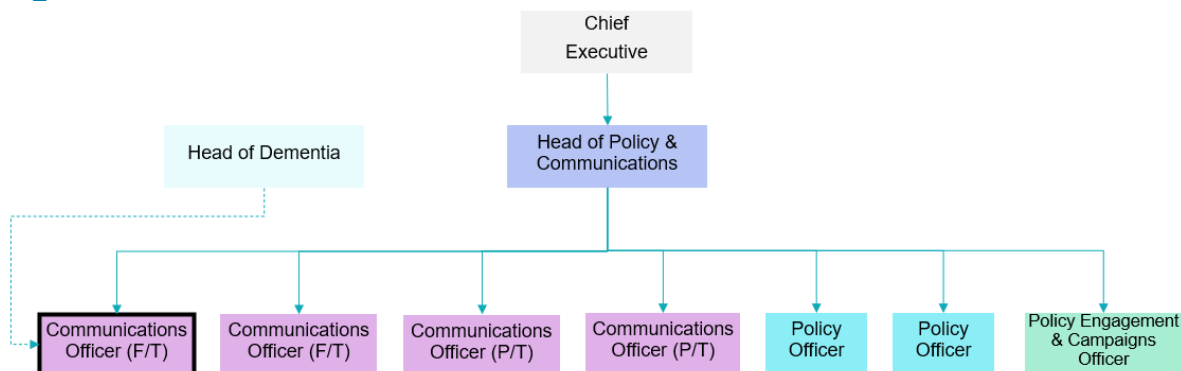 Chief
Executive
Head of Dementia
Head of Policy &
Communications
Communications
Officer (F/T)
Communications
Officer (F/T)
Communications
Officer (P/T)
Communications
Officer (P/T)
Policy
Officer
Policy
Officer
Policy Engagement
& Campaigns
Officer